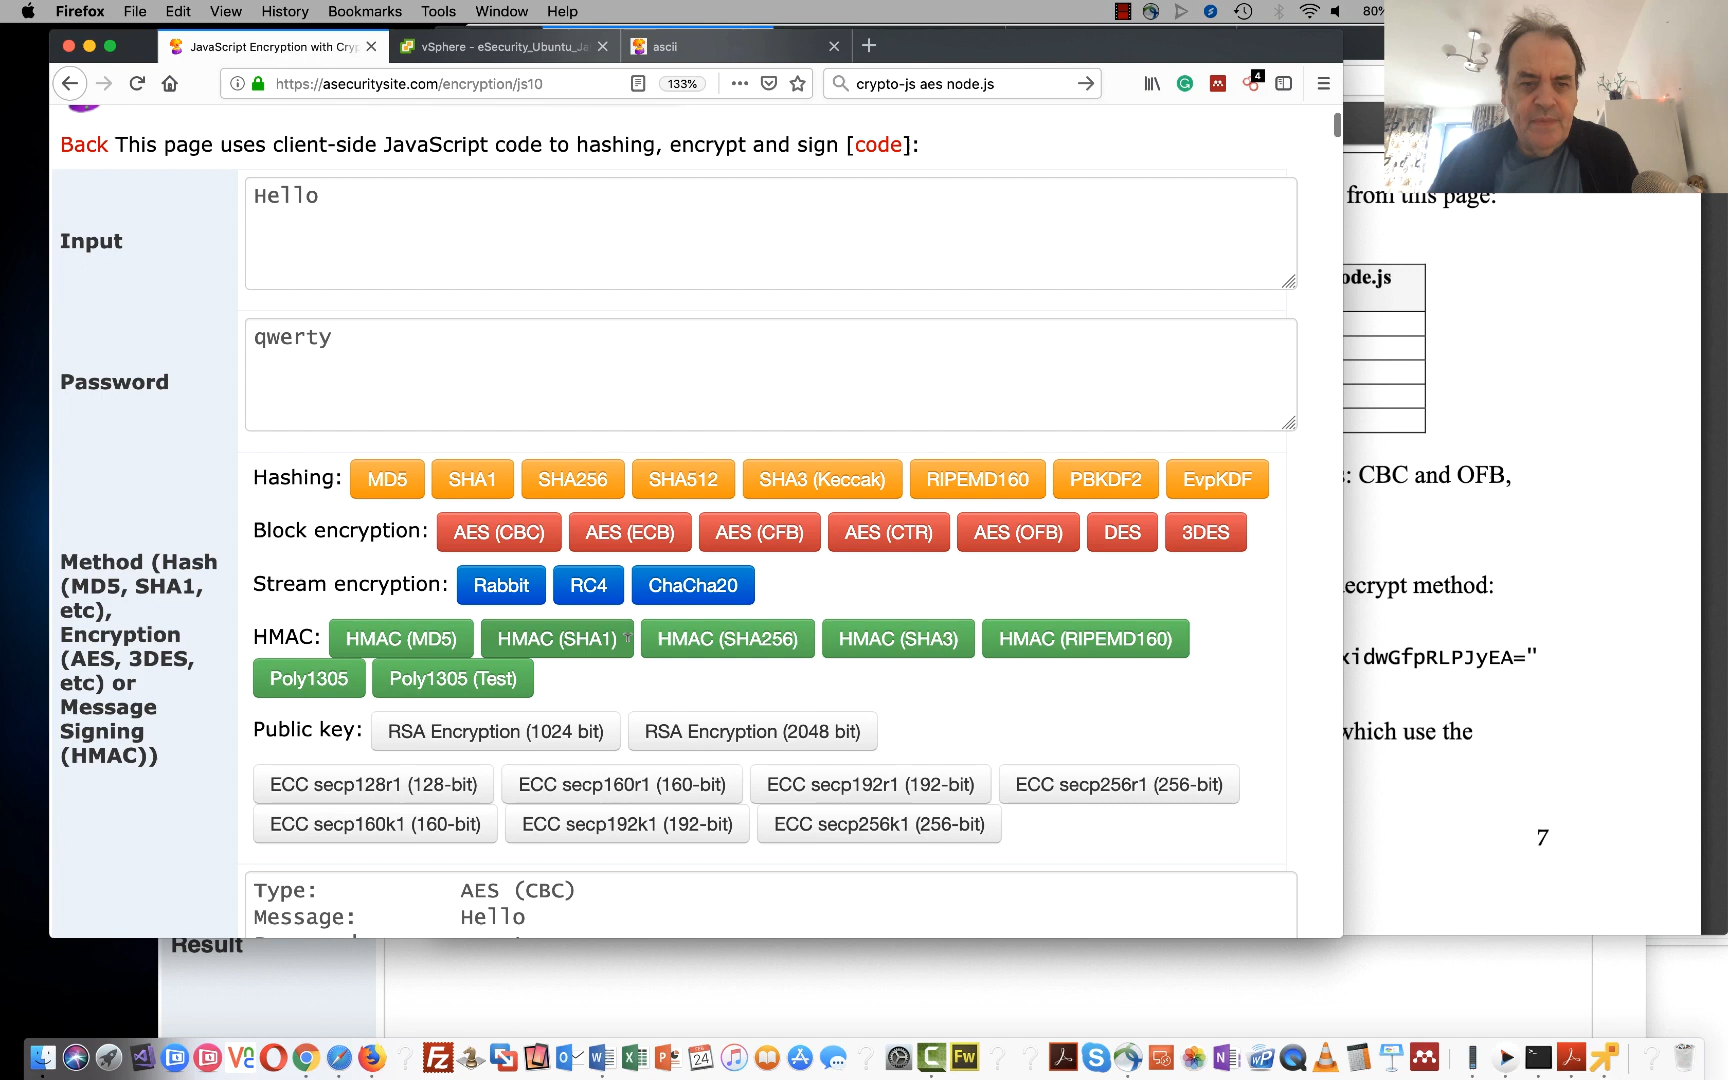 Firefox File Edit View History Bookmarks Tools Window Help 80%
JavaScript Encryption with Cryp
vSphere - eSecurity_Ubuntu_Ja
ascii
https://asecuritysite.com/encryption/js10
133%
crypto-js aes node.js
4
Back This page uses client-side JavaScript code to hashing, encrypt and sign [code]:
Input
Hello
Password
qwerty
Method (Hash (MD5, SHA1, etc), Encryption (AES, 3DES, etc) or Message Signing (HMAC))
Hashing: MD5 SHA1 SHA256 SHA512 SHA3 (Keccak) RIPEMD160 PBKDF2 EvpKDF
Block encryption: AES (CBC) AES (ECB) AES (CFB) AES (CTR) AES (OFB) DES 3DES
Stream encryption: Rabbit RC4 ChaCha20
HMAC: HMAC (MD5) HMAC (SHA1) HMAC (SHA256) HMAC (SHA3) HMAC (RIPEMD160)
Poly1305 Poly1305 (Test)
Public key: RSA Encryption (1024 bit) RSA Encryption (2048 bit)
ECC secp128r1 (128-bit) ECC secp160r1 (160-bit) ECC secp192r1 (192-bit) ECC secp256r1 (256-bit)
ECC secp160k1 (160-bit) ECC secp192k1 (192-bit) ECC secp256k1 (256-bit)
Type: AES (CBC)
Message: Hello
Result
from this page:
ode.js
: CBC and OFB,
ecrypt method:
xidwGfpRLPJyEA="
which use the
7